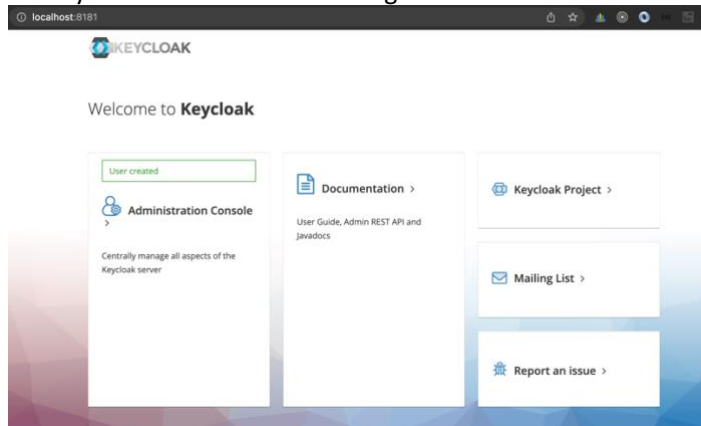 localhost:8181
KEYCLOAK
Welcome to Keycloak
User created
Administration Console
>
Centrally manage all aspects of the
Keycloak server
Documentation >
User Guide, Admin REST API and
Javadocs
Keycloak Project >
Mailing List >
Report an issue >